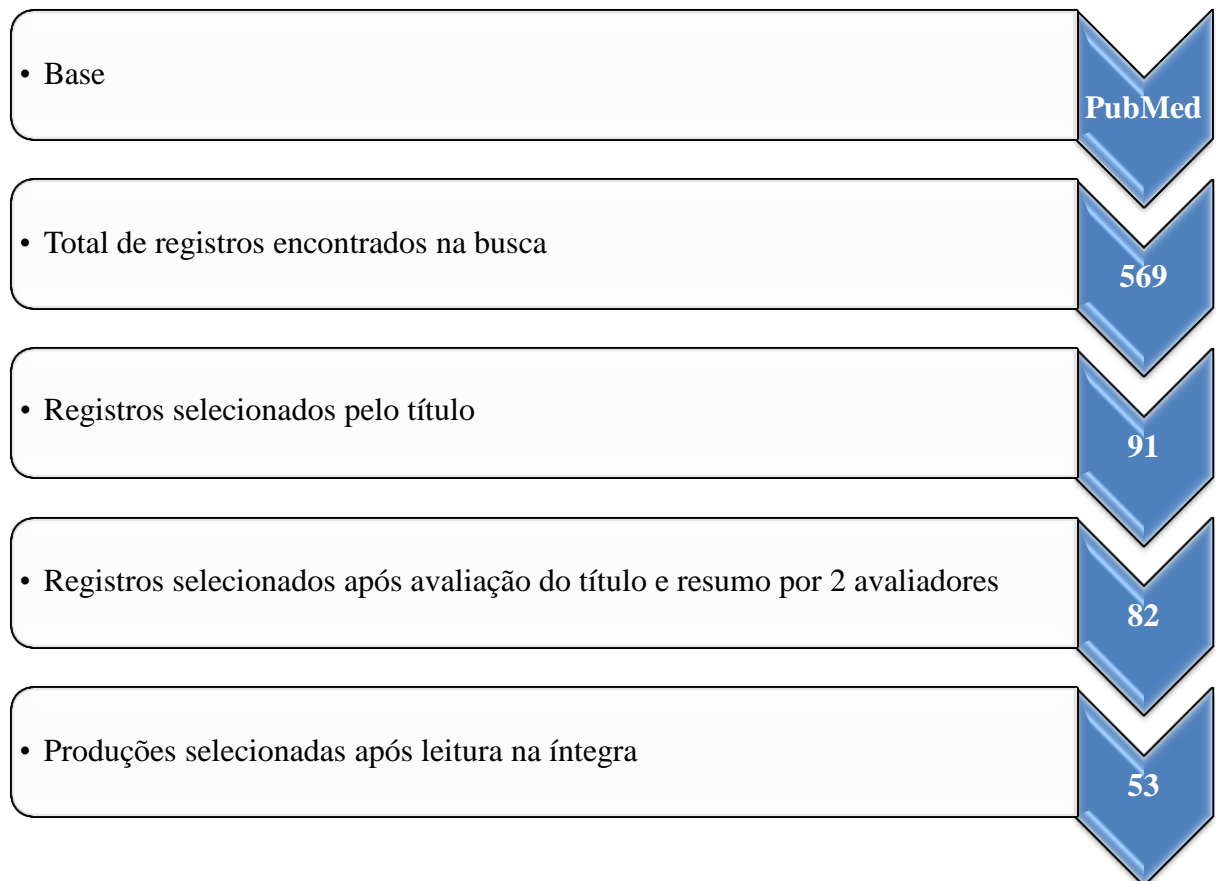 • Base
PubMed
• Total de registros encontrados na busca
569
• Registros selecionados pelo título
91
• Registros selecionados após avaliação do título e resumo por 2 avaliadores
82
• Produções selecionadas após leitura na íntegra
53